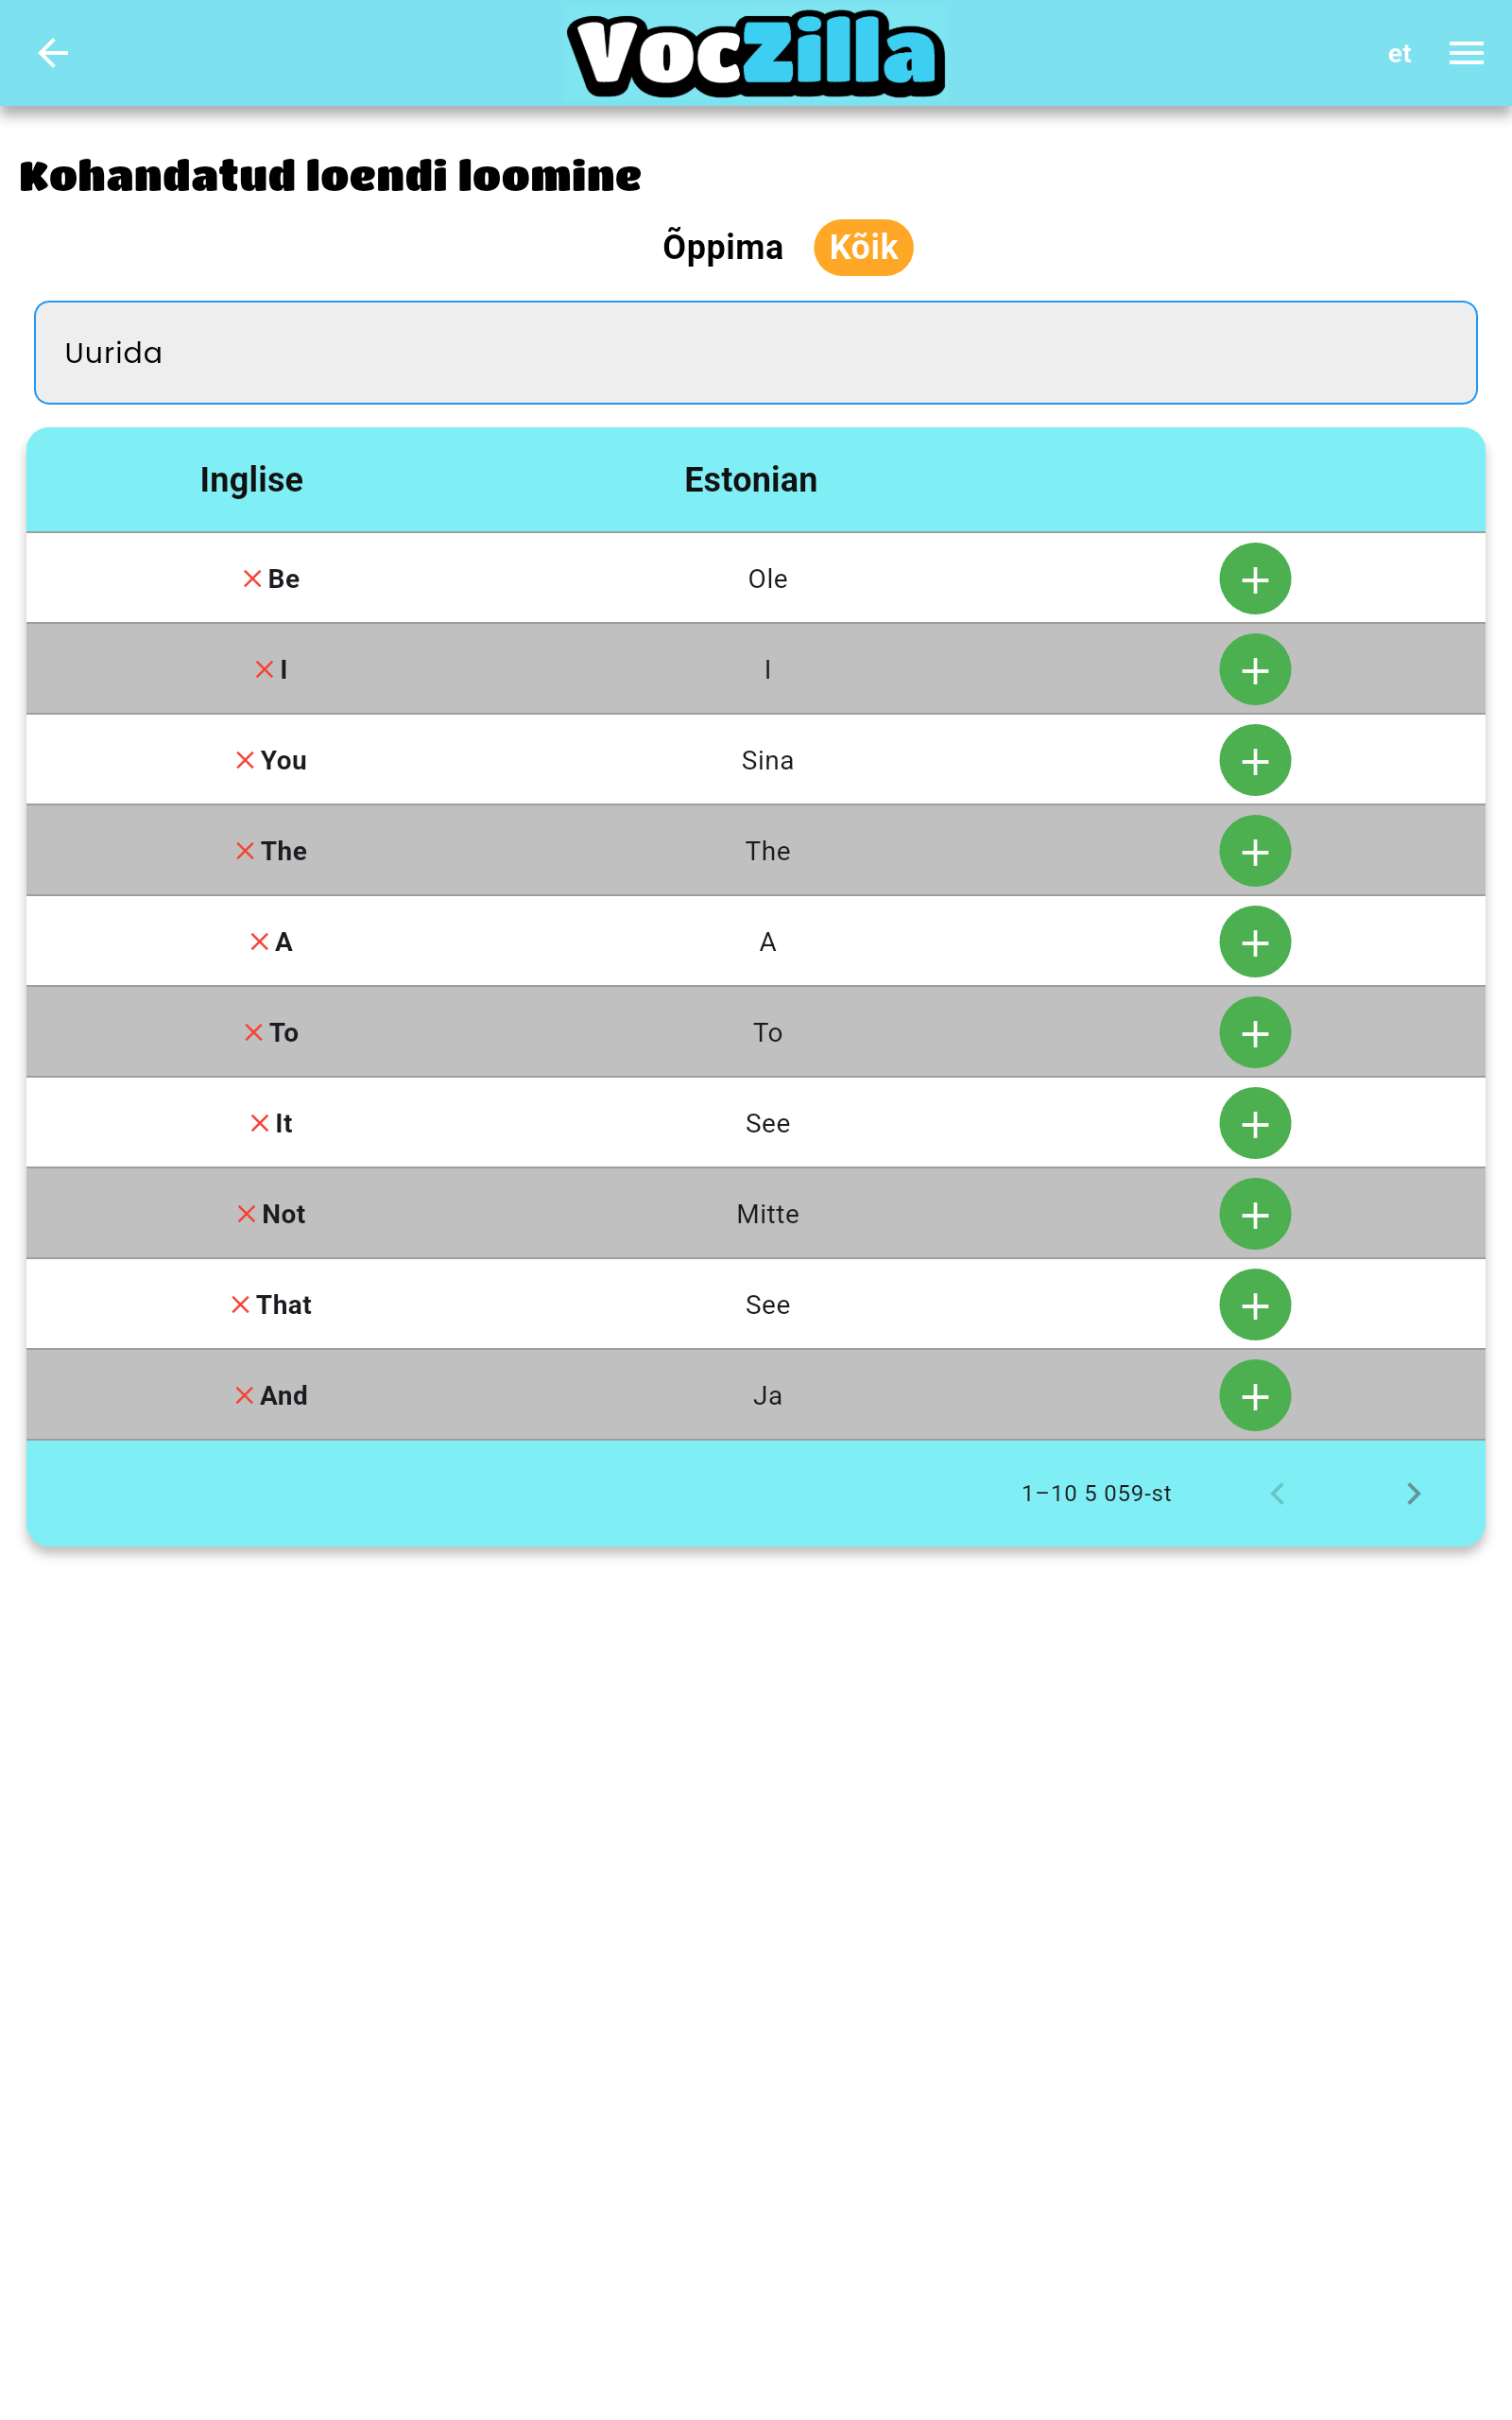 VocZilla
et
Kohandatud loendi loomine
Õppima Kõik
Uurida
Inglise Estonian
Be Ole
I I
You Sina
The The
A A
To To
It See
Not Mitte
That See
And Ja
1–10 5 059-st